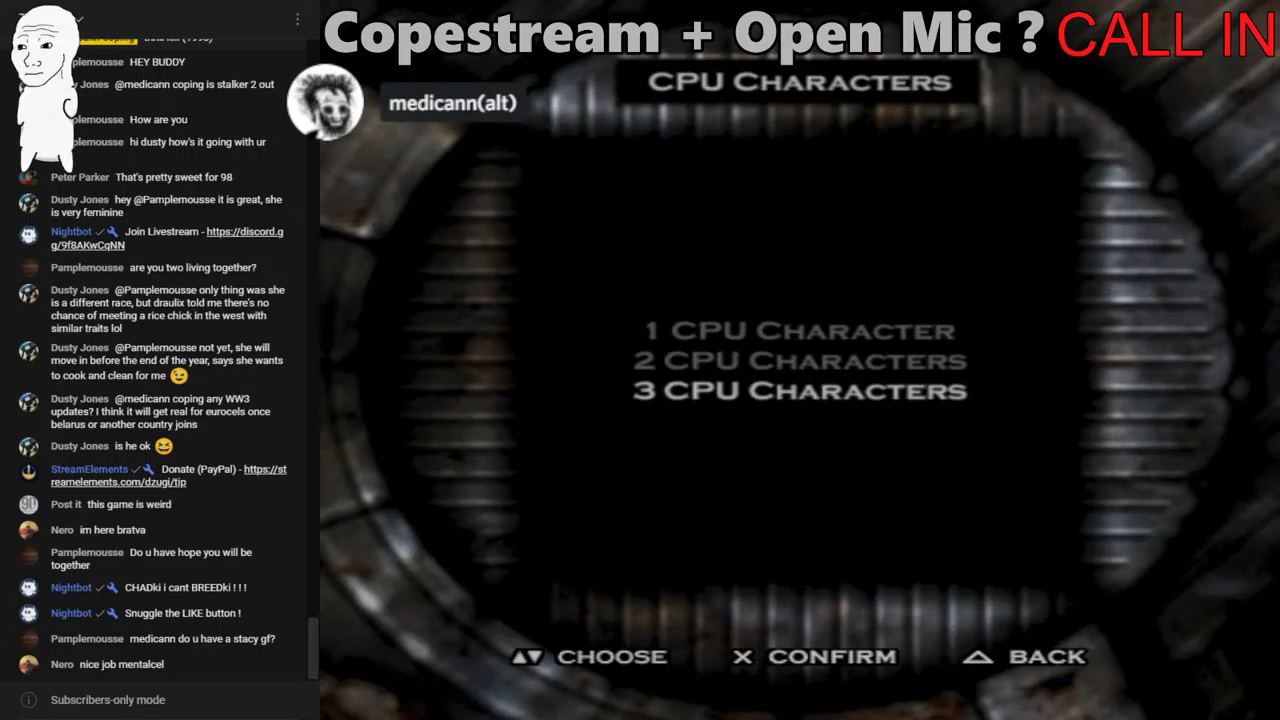 Copestream + Open Mic ? CALL IN
medicann(alt)
plemousse HEY BUDDY
Jones @medicann coping is stalker 2 out
plemousse How are you
plemousse hi dusty how's it going with ur
Peter Parker That's pretty sweet for 98
Dusty Jones hey @Pamplemousse it is great, she
is very feminine
Nightbot Join Livestream - https://discord.g
g/9f8AKwCqNN
Pamplemousse are you two living together?
Dusty Jones @Pamplemousse only thing was she
is a different race, but draulix told me there's no
chance of meeting a rice chick in the west with
similar traits lol
Dusty Jones @Pamplemousse not yet, she will
move in before the end of the year, says she wants
to cook and clean for me 😉
Dusty Jones @medicann coping any WW3
updates? I think it will get real for eurocels once
belarus or another country joins
Dusty Jones is he ok 😆
StreamElements Donate (PayPal) - https://st
reamelements.com/dzugi/tip
Post it this game is weird
Nero im here bratva
Pamplemousse Do u have hope you will be
together
Nightbot CHADki i cant BREEDki ! ! !
Nightbot Snuggle the LIKE button !
Pamplemousse medicann do u have a stacy gf?
Nero nice job mentalcel
Subscribers-only mode
CPU CHARACTERS
1 CPU CHARACTER
2 CPU CHARACTERS
3 CPU CHARACTERS
▲▼ CHOOSE X CONFIRM △ BACK